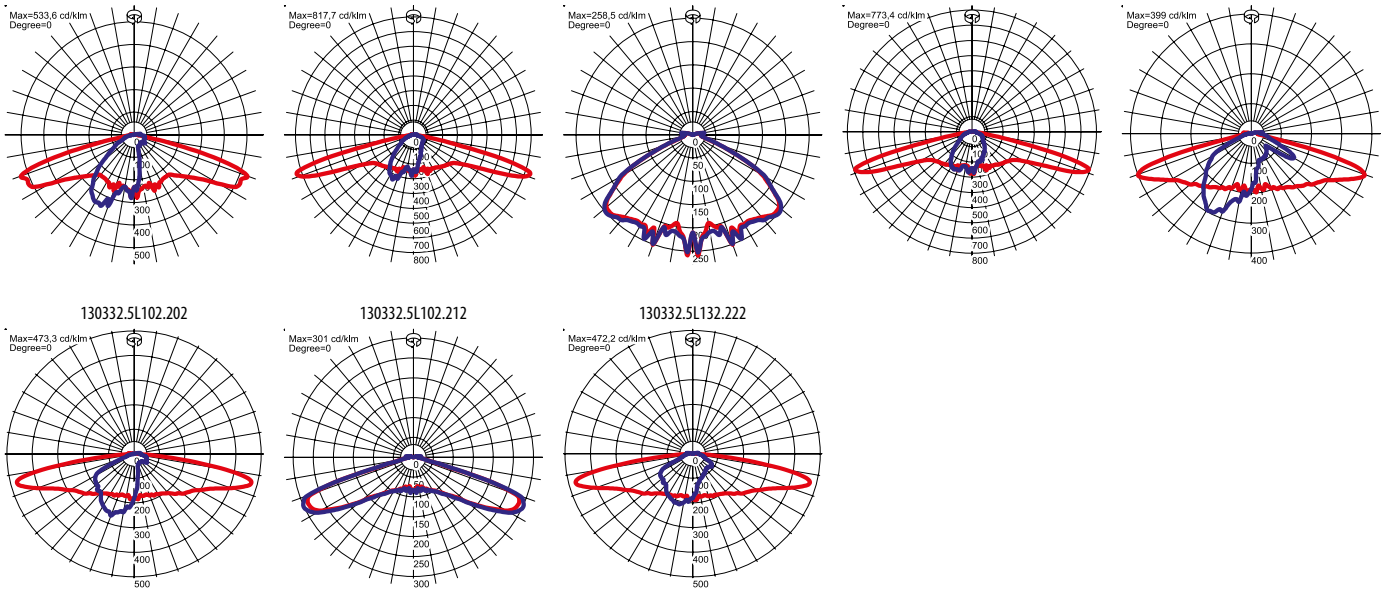 Max=533,6 cd/klm
Degree=0
0
100
300
400
500
Max=817,7 cd/klm
Degree=0
0
100
300
400
500
600
700
800
Max=258,5 cd/klm
Degree=0
0
50
100
150
200
250
Max=773,4 cd/klm
Degree=0
0
100
300
400
500
600
700
800
Max=399 cd/klm
Degree=0
0
100
200
300
400
130332.5L102.202
130332.5L102.212
130332.5L132.222
Max=473,3 cd/klm
Degree=0
0
100
200
300
400
500
Max=301 cd/klm
Degree=0
0
50
100
150
200
250
300
Max=472,2 cd/klm
Degree=0
0
100
200
300
400
500